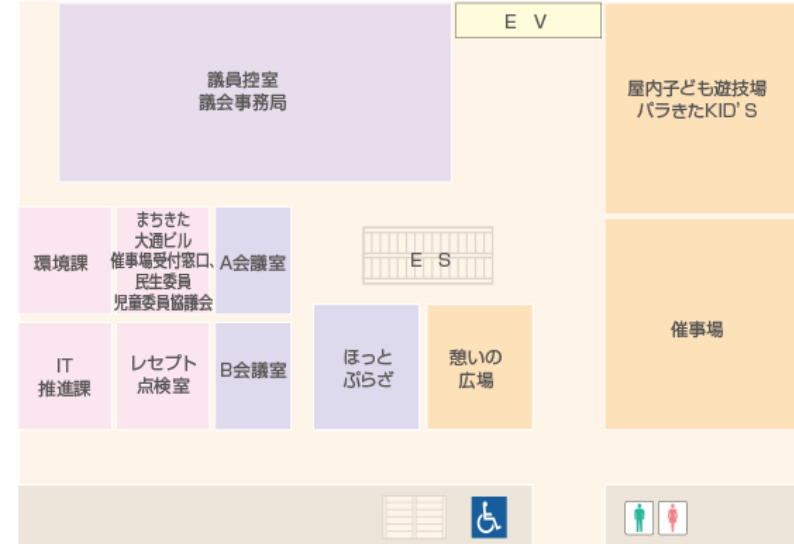 E V
議員控室
議会事務局
屋内子ども遊技場
パラきたKID'S
環境課
まちきた
大通ビル
催事場受付窓口、
民生委員
児童委員協議会
A会議室
E S
催事場
IT
推進課
レセプト
点検室
B会議室
ほっと
ぷらざ
憩いの
広場